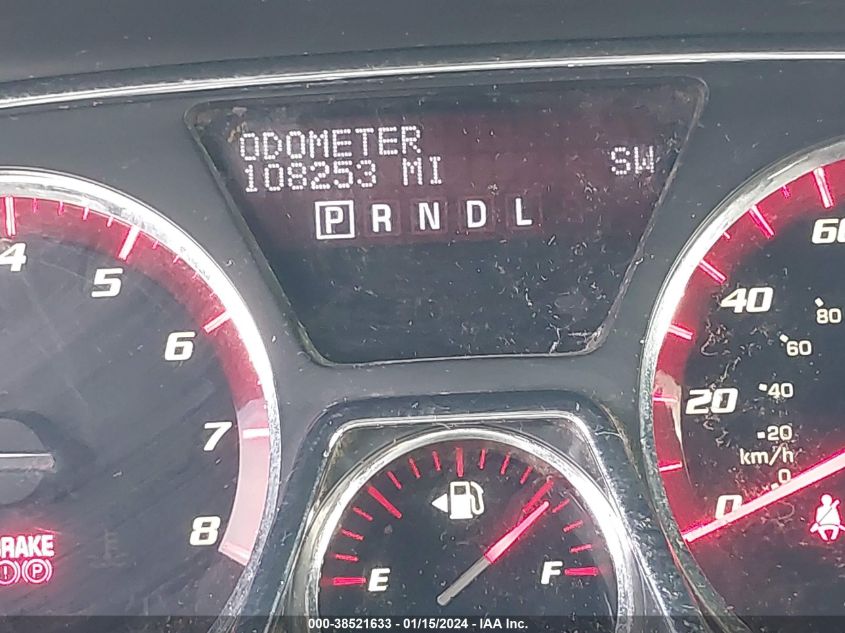 ODOMETER
108253 MI
SW
P R N D L
4
5
6
7
8
BRAKE
P
E
F
60
40
20
0
80
60
40
20
km/h
0
000-38521633 - 01/15/2024 - IAA Inc.